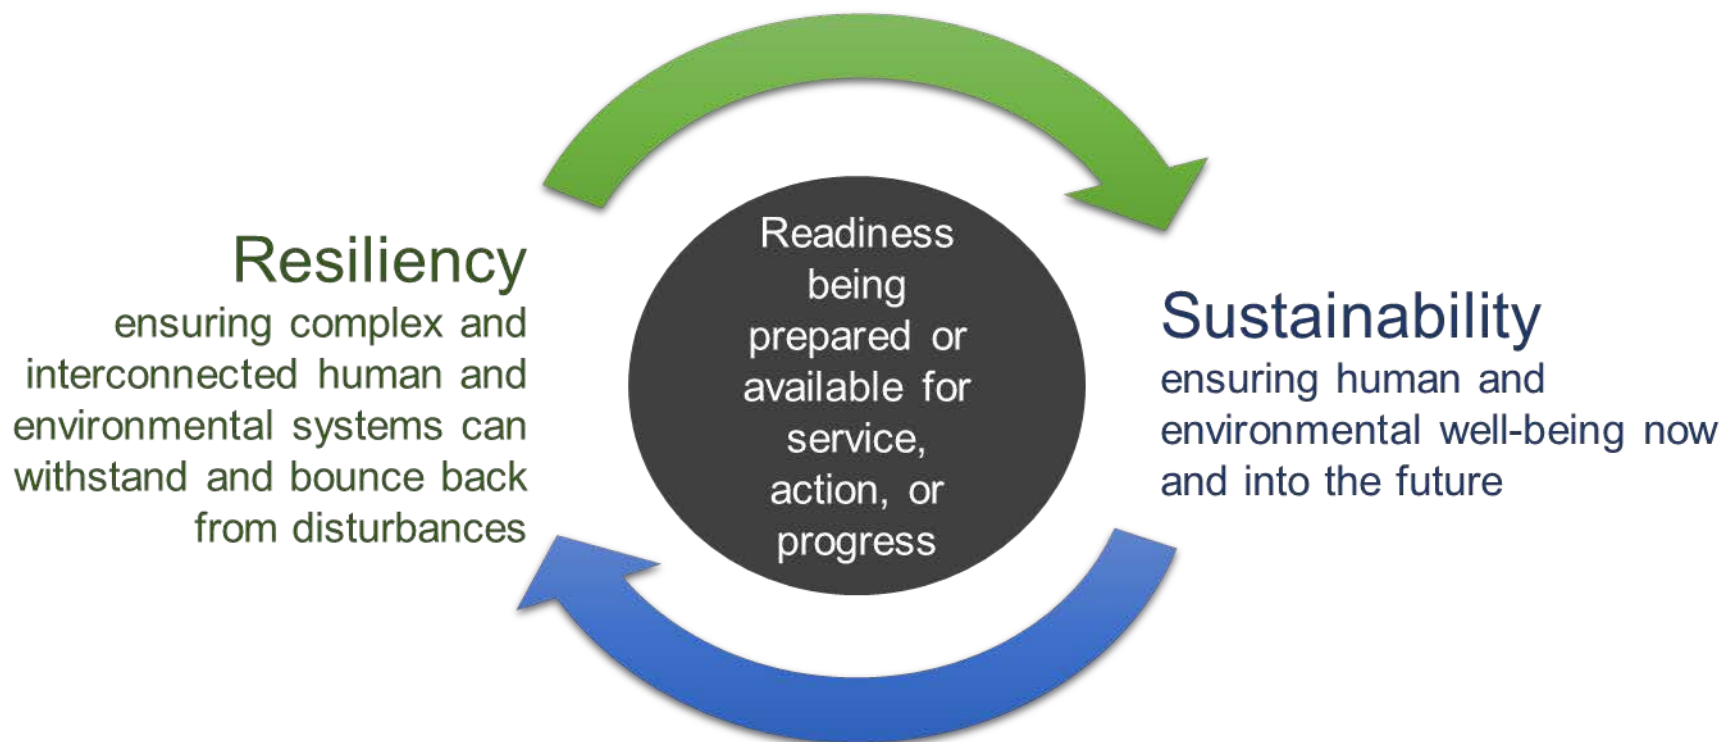 Resiliency
ensuring complex and
interconnected human and
environmental systems can
withstand and bounce back
from disturbances
Readiness
being
prepared or
available for
service,
action, or
progress
Sustainability
ensuring human and
environmental well-being now
and into the future